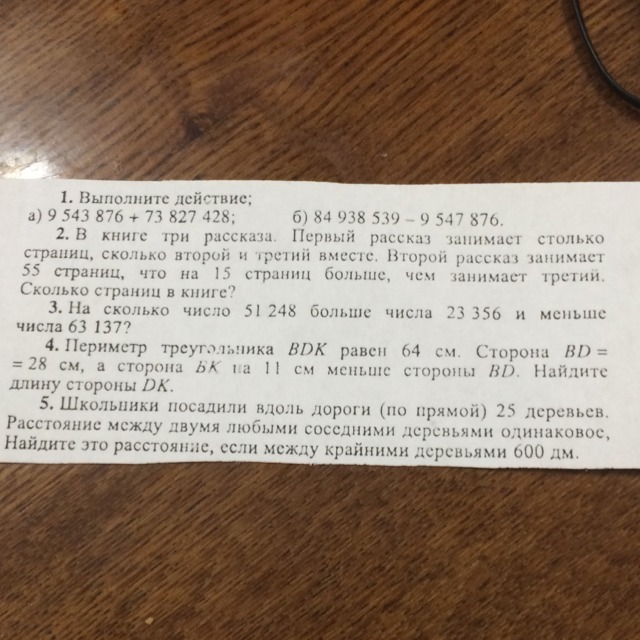 1. Выполните действие;
а) 9 543 876 + 73 827 428; б) 84 938 539 – 9 547 876.
2. В книге три рассказа. Первый рассказ занимает столько
страниц, сколько второй и третий вместе. Второй рассказ занимает
55 страниц, что на 15 страниц больше, чем занимает третий.
Сколько страниц в книге?
3. На сколько число 51 248 больше числа 23 356 и меньше
числа 63 137?
4. Периметр треугольника BDK равен 64 см. Сторона BD =
= 28 см, а сторона BK на 11 см меньше стороны BD. Найдите
длину стороны DK.
5. Школьники посадили вдоль дороги (по прямой) 25 деревьев.
Расстояние между двумя любыми соседними деревьями одинаковое,
Найдите это расстояние, если между крайними деревьями 600 дм.